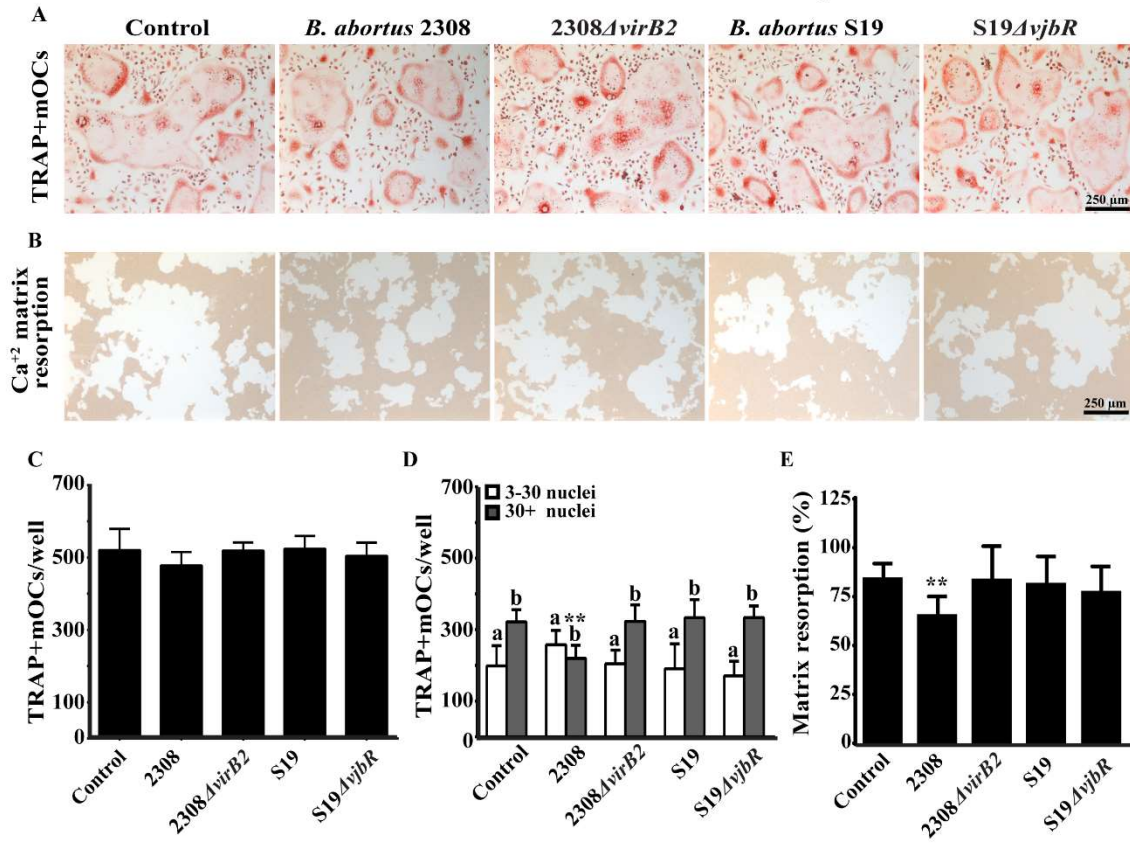 A
Control
B. abortus 2308
2308ΔvirB2
B. abortus S19
S19ΔvjbR
TRAP+mOCs
250 µm
B
Ca+2 matrix
resorption
250 µm
C
TRAP+mOCs/well
700
500
300
100
0
Control
2308
2308ΔvirB2
S19
S19ΔvjbR
D
TRAP+mOCs/well
700
500
300
100
0
3-30 nuclei
30+ nuclei
a
b
a
**
b
a
b
a
b
a
b
Control
2308
2308ΔvirB2
S19
S19ΔvjbR
E
Matrix resorption (%)
125
100
75
50
25
0
**
Control
2308
2308ΔvirB2
S19
S19ΔvjbR